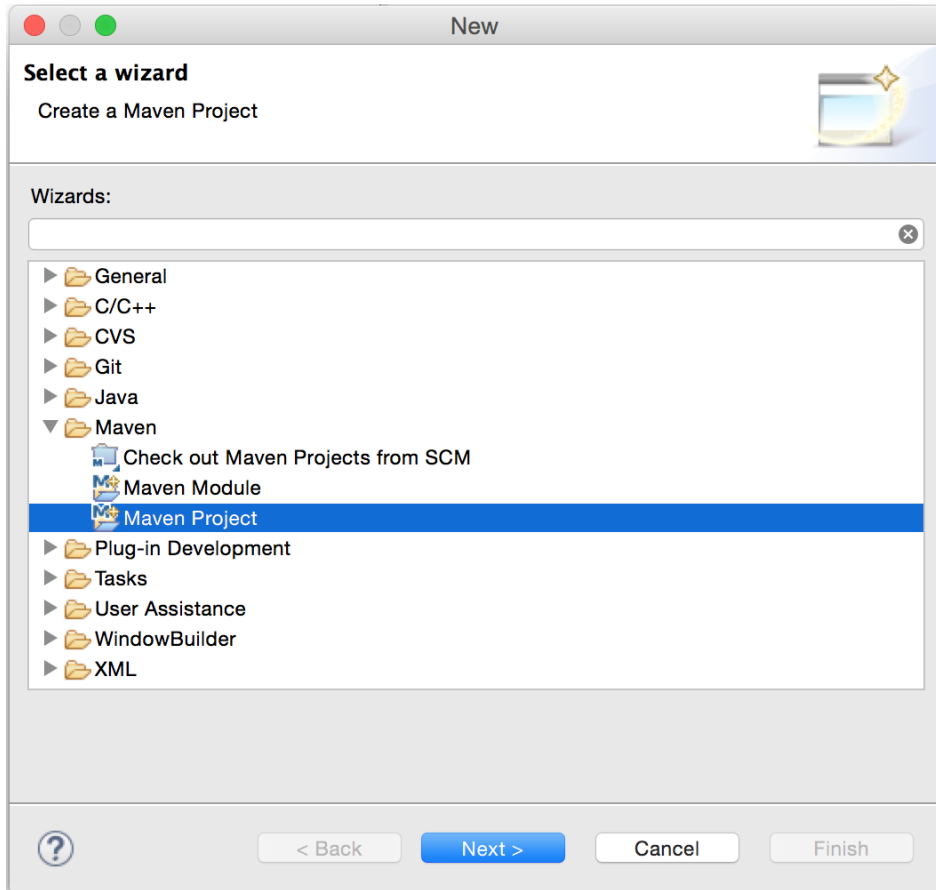 New
Select a wizard
Create a Maven Project
Wizards:
General
C/C++
CVS
Git
Java
Maven
Check out Maven Projects from SCM
Maven Module
Maven Project
Plug-in Development
Tasks
User Assistance
WindowBuilder
XML
?
< Back
Next >
Cancel
Finish